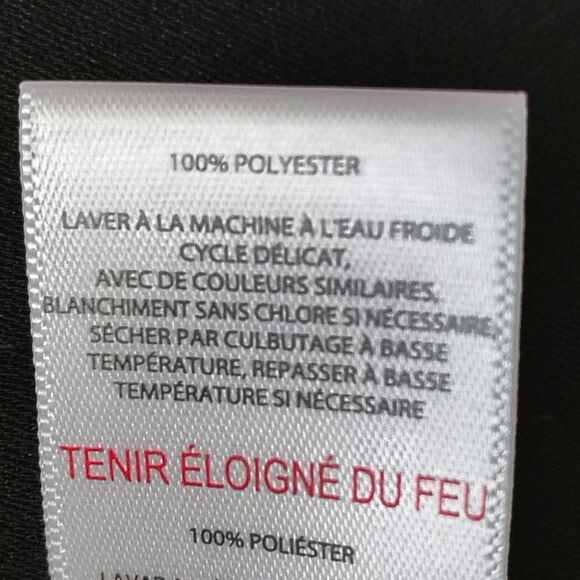 100% POLYESTER
LAVER À LA MACHINE À L'EAU FROIDE
CYCLE DÉLICAT,
AVEC DE COULEURS SIMILAIRES,
BLANCHIMENT SANS CHLORE SI NÉCESSAIRE,
SÉCHER PAR CULBUTAGE À BASSE
TEMPÉRATURE, REPASSER À BASSE
TEMPÉRATURE SI NÉCESSAIRE
TENIR ÉLOIGNÉ DU FEU
100% POLIÉSTER